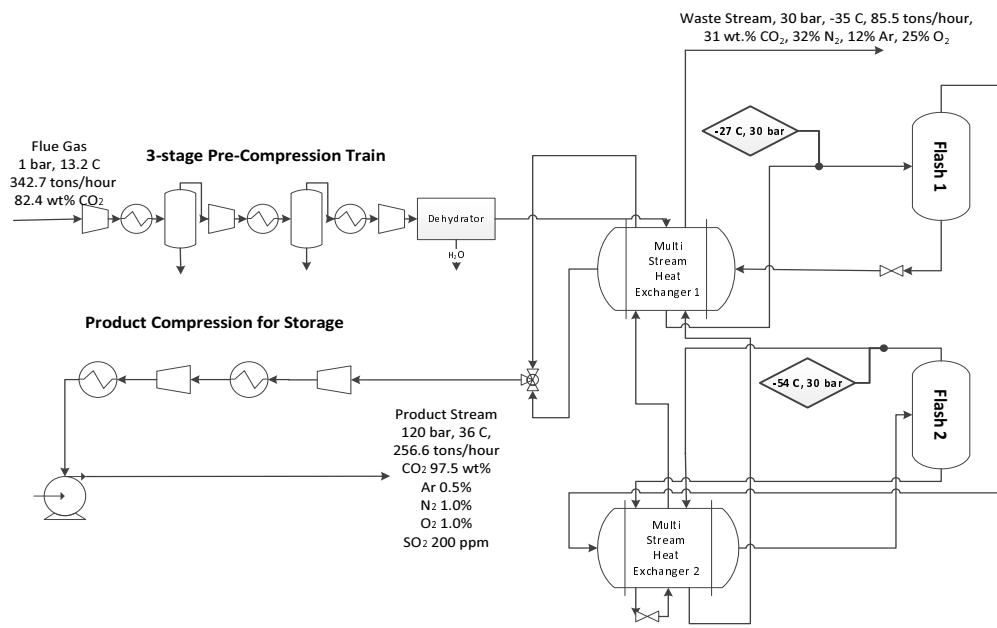 Waste Stream, 30 bar, -35 C, 85.5 tons/hour,
31 wt.% CO2, 32% N2, 12% Ar, 25% O2
-27 C, 30 bar
Flash 1
Flue Gas
1 bar, 13.2 C
342.7 tons/hour
82.4 wt% CO2
3-stage Pre-Compression Train
Dehydrator
H2O
Multi
Stream
Heat
Exchanger 1
Product Compression for Storage
-54 C, 30 bar
Flash 2
Product Stream
120 bar, 36 C,
256.6 tons/hour
CO2 97.5 wt%
Ar 0.5%
N2 1.0%
O2 1.0%
SO2 200 ppm
Multi
Stream
Heat
Exchanger 2